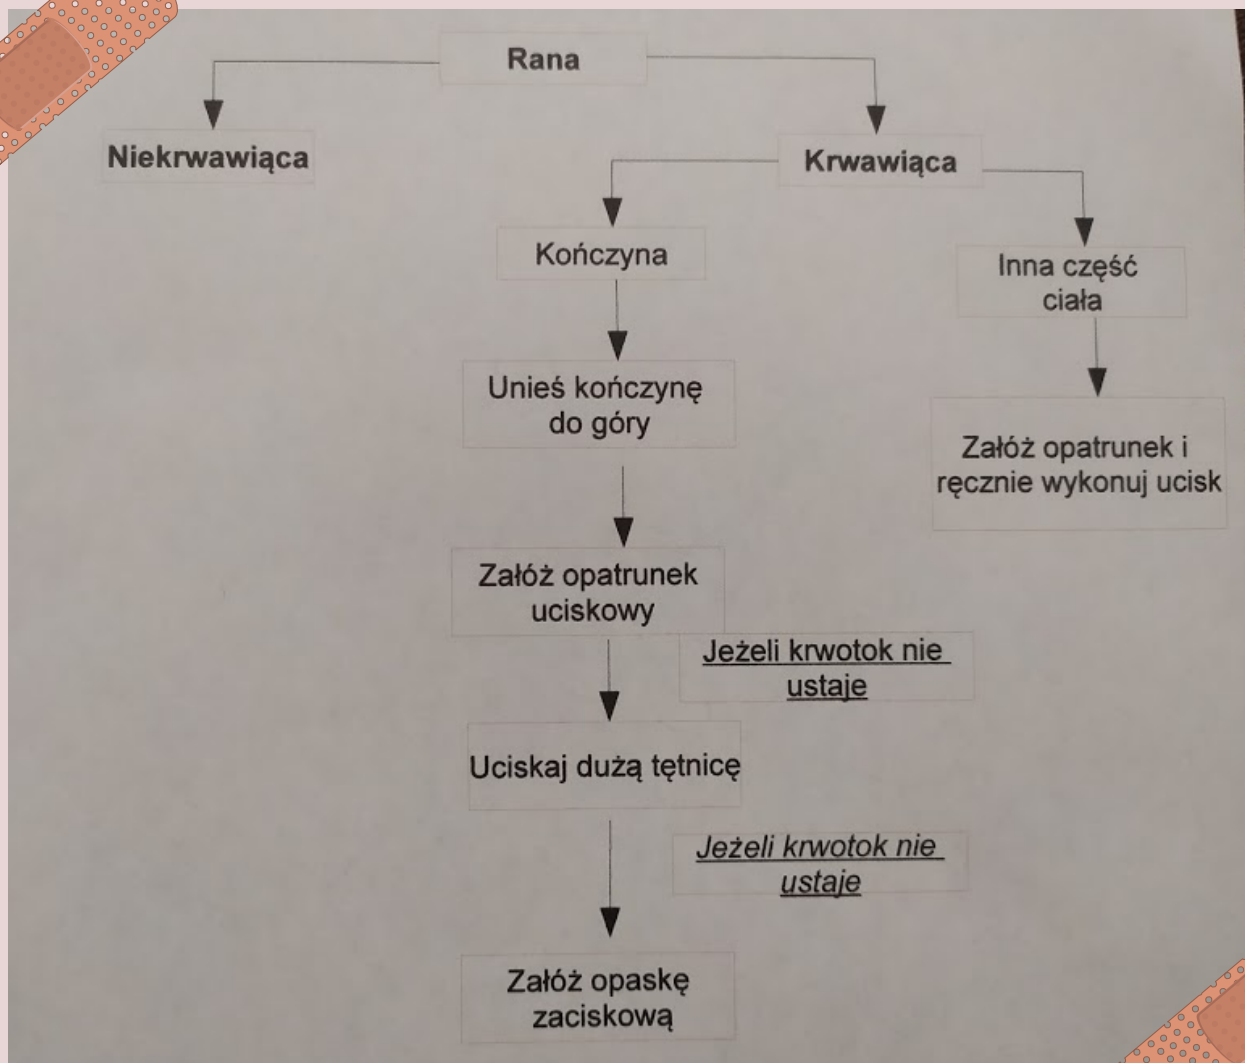 Rana
Niekrwawiąca
Krwawiąca
Kończyna
Inna część
ciała
Unieś kończynę
do góry
Załóż opatrunek i
ręcznie wykonuj ucisk
Załóż opatrunek
uciskowy
Jeżeli krwotok nie
ustaje
Uciskaj dużą tętnicę
Jeżeli krwotok nie
ustaje
Załóż opaskę
zaciskową